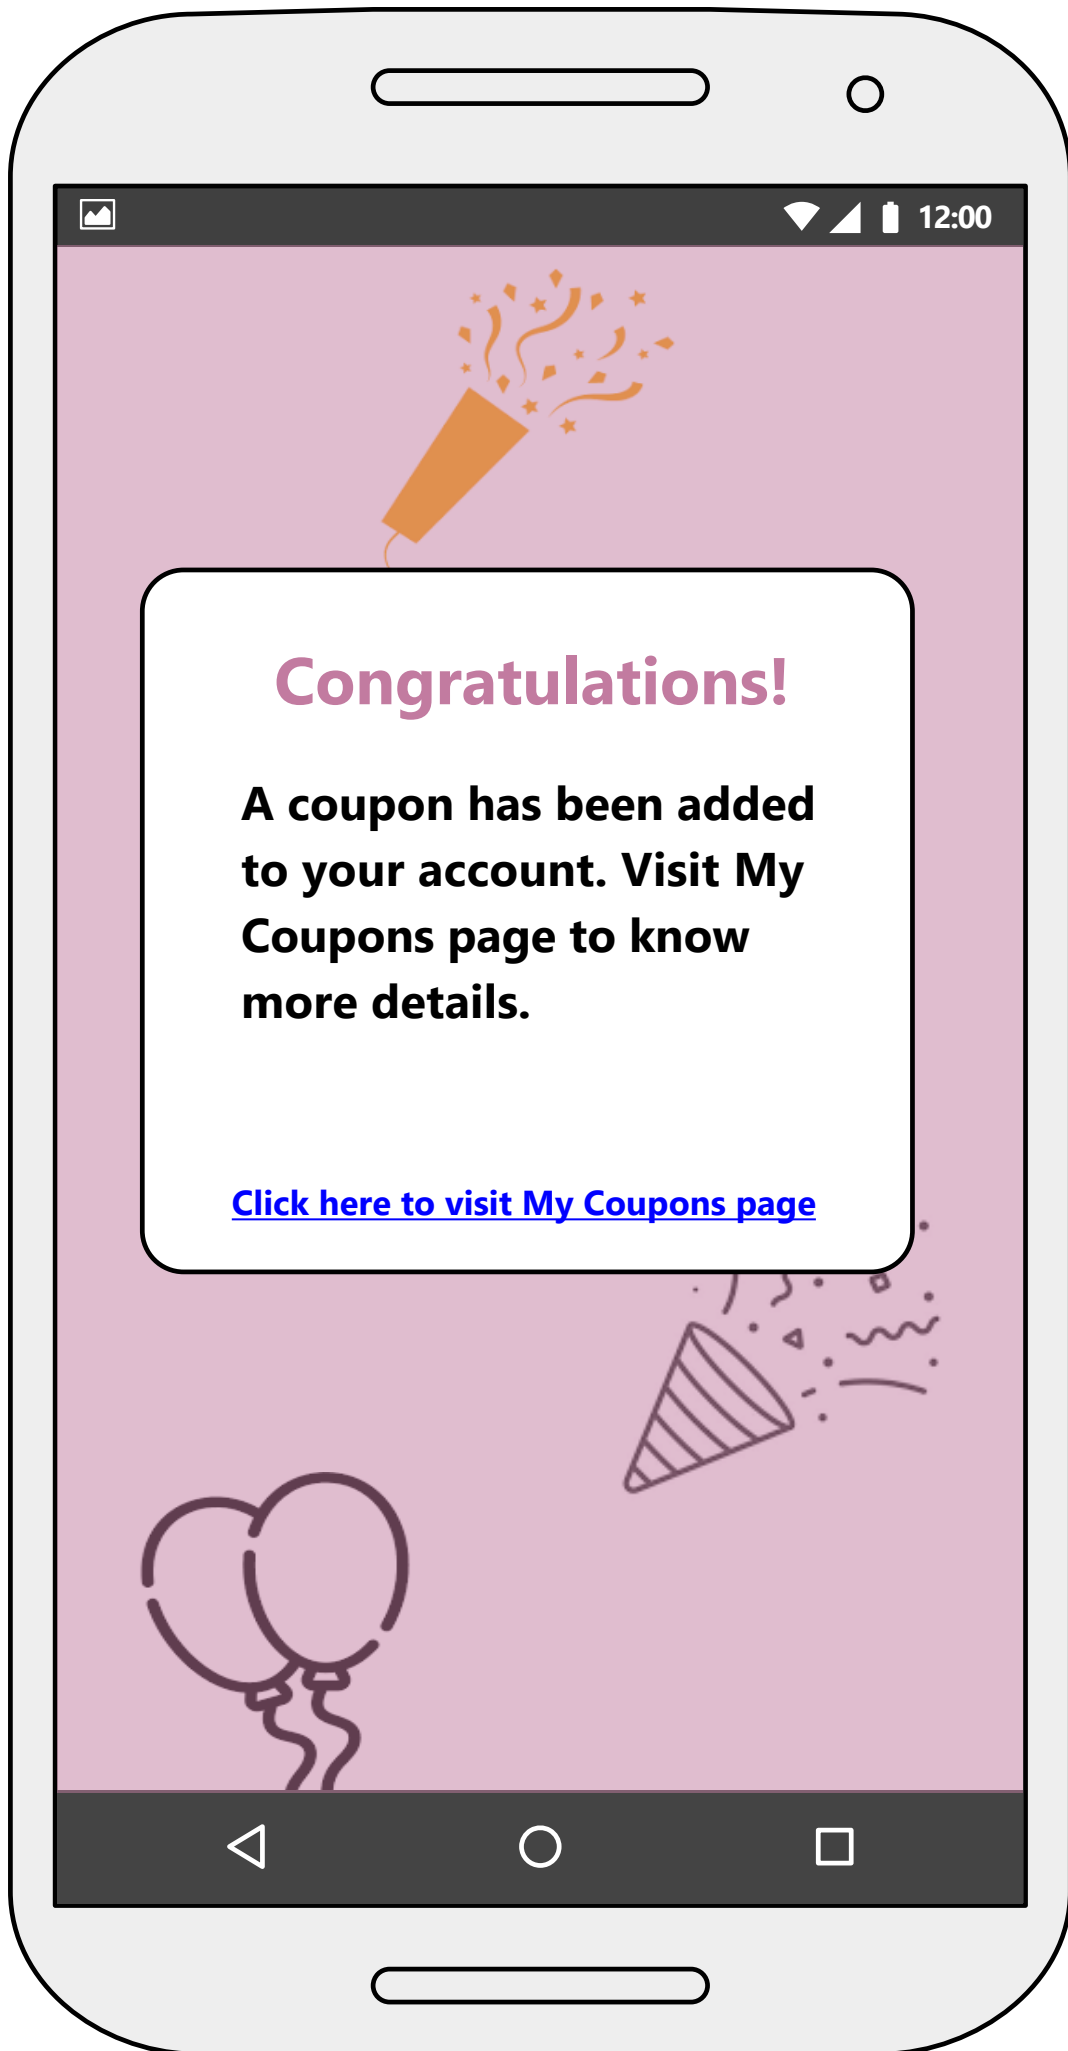 12:00
Congratulations!
A coupon has been added
to your account. Visit My
Coupons page to know
more details.
Click here to visit My Coupons page